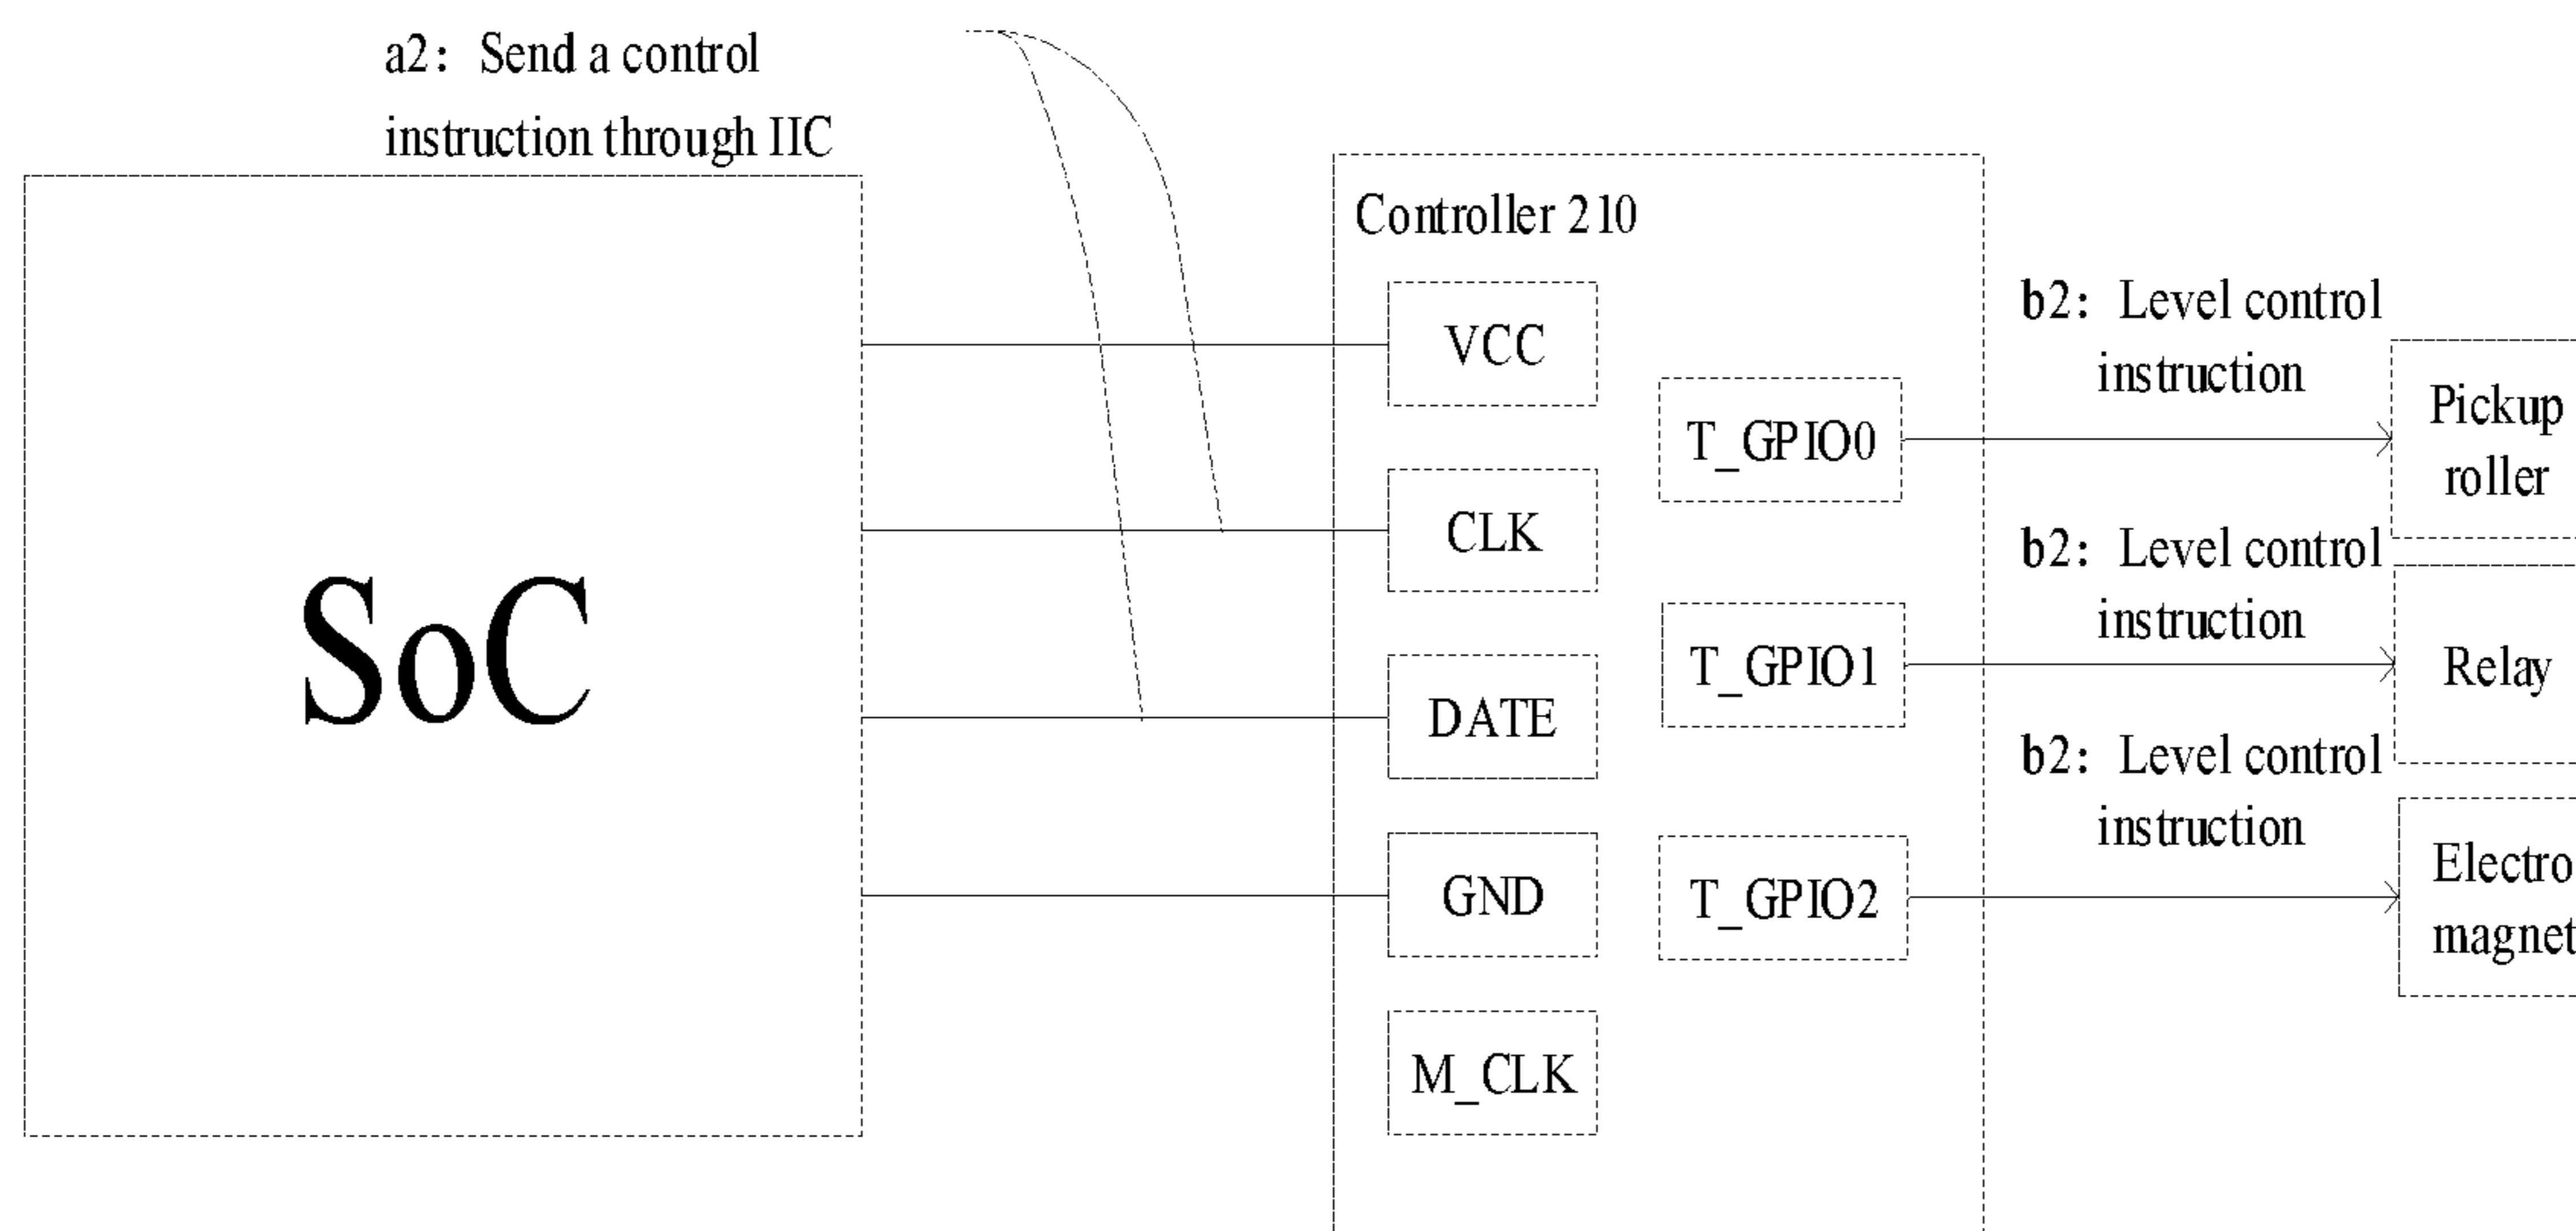 a2: Send a control
instruction through IIC
SoC
Controller 210
VCC
CLK
DATE
GND
M_CLK
T_GPIO0
T_GPIO1
T_GPIO2
b2: Level control
instruction
b2: Level control
instruction
b2: Level control
instruction
Pickup
roller
Relay
Electro
magnet